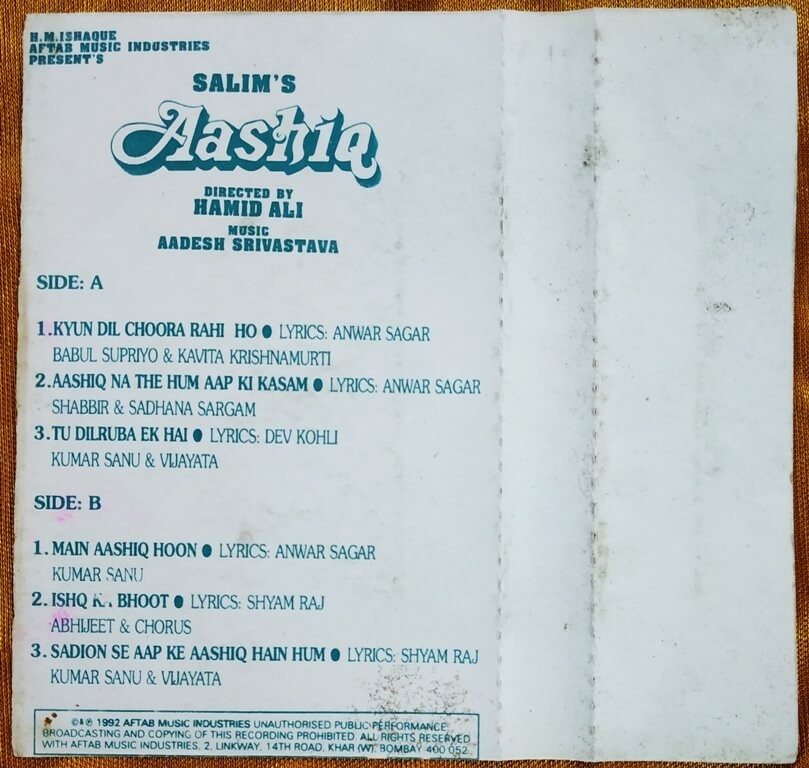 H.M.ISHAQUE
AFTAB MUSIC INDUSTRIES
PRESENT'S
SALIM'S
Aashiq
DIRECTED BY
HAMID ALI
MUSIC
AADESH SRIVASTAVA
SIDE: A
1.KYUN DIL CHOORA RAHI HO ● LYRICS: ANWAR SAGAR
BABUL SUPRIYO & KAVITA KRISHNAMURTI
2.AASHIQ NA THE HUM AAP KI KASAM ● LYRICS: ANWAR SAGAR
SHABBIR & SADHANA SARGAM
3.TU DILRUBA EK HAI ● LYRICS: DEV KOHLI
KUMAR SANU & VIJAYATA
SIDE: B
1.MAIN AASHIQ HOON ● LYRICS: ANWAR SAGAR
KUMAR SANU
2.ISHQ KA BHOOT ● LYRICS: SHYAM RAJ
ABHIJEET & CHORUS
3.SADION SE AAP KE AASHIQ HAIN HUM ● LYRICS: SHYAM RAJ
KUMAR SANU & VIJAYATA
©&℗ 1992 AFTAB MUSIC INDUSTRIES UNAUTHORISED PUBLIC PERFORMANCE
BROADCASTING AND COPYING OF THIS RECORDING PROHIBITED. ALL RIGHTS RESERVED
WITH AFTAB MUSIC INDUSTRIES, 2, LINKWAY, 14TH ROAD, KHAR (W), BOMBAY 400 052.